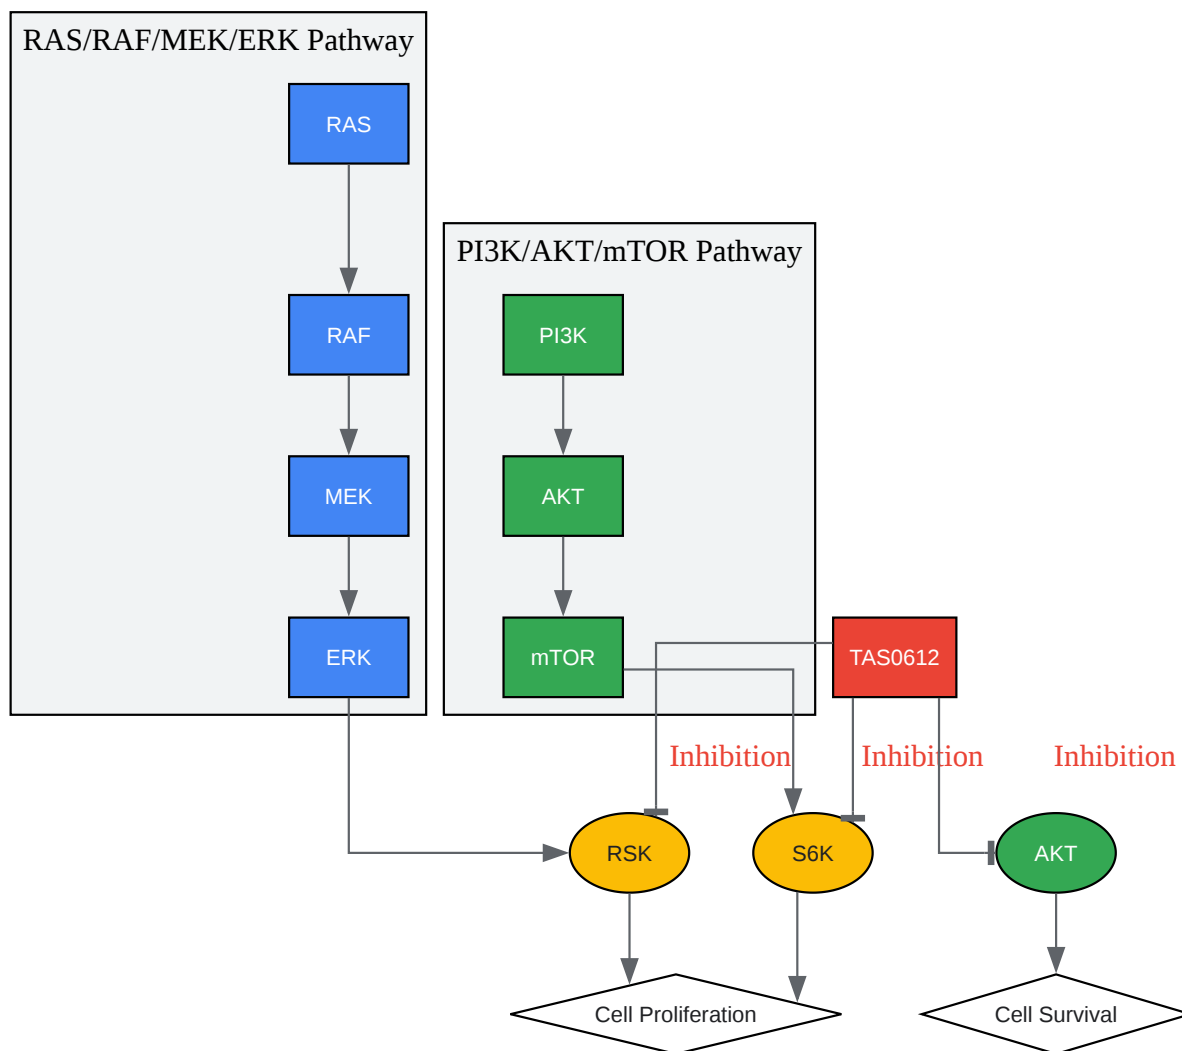 RAS/RAF/MEK/ERK Pathway
RAS
PI3K/AKT/mTOR Pathway
RAF
PI3K
MEK
AKT
ERK
mTOR
TAS0612
Inhibition
Inhibition
Inhibition
RSK
S6K
AKT
Cell Proliferation
Cell Survival